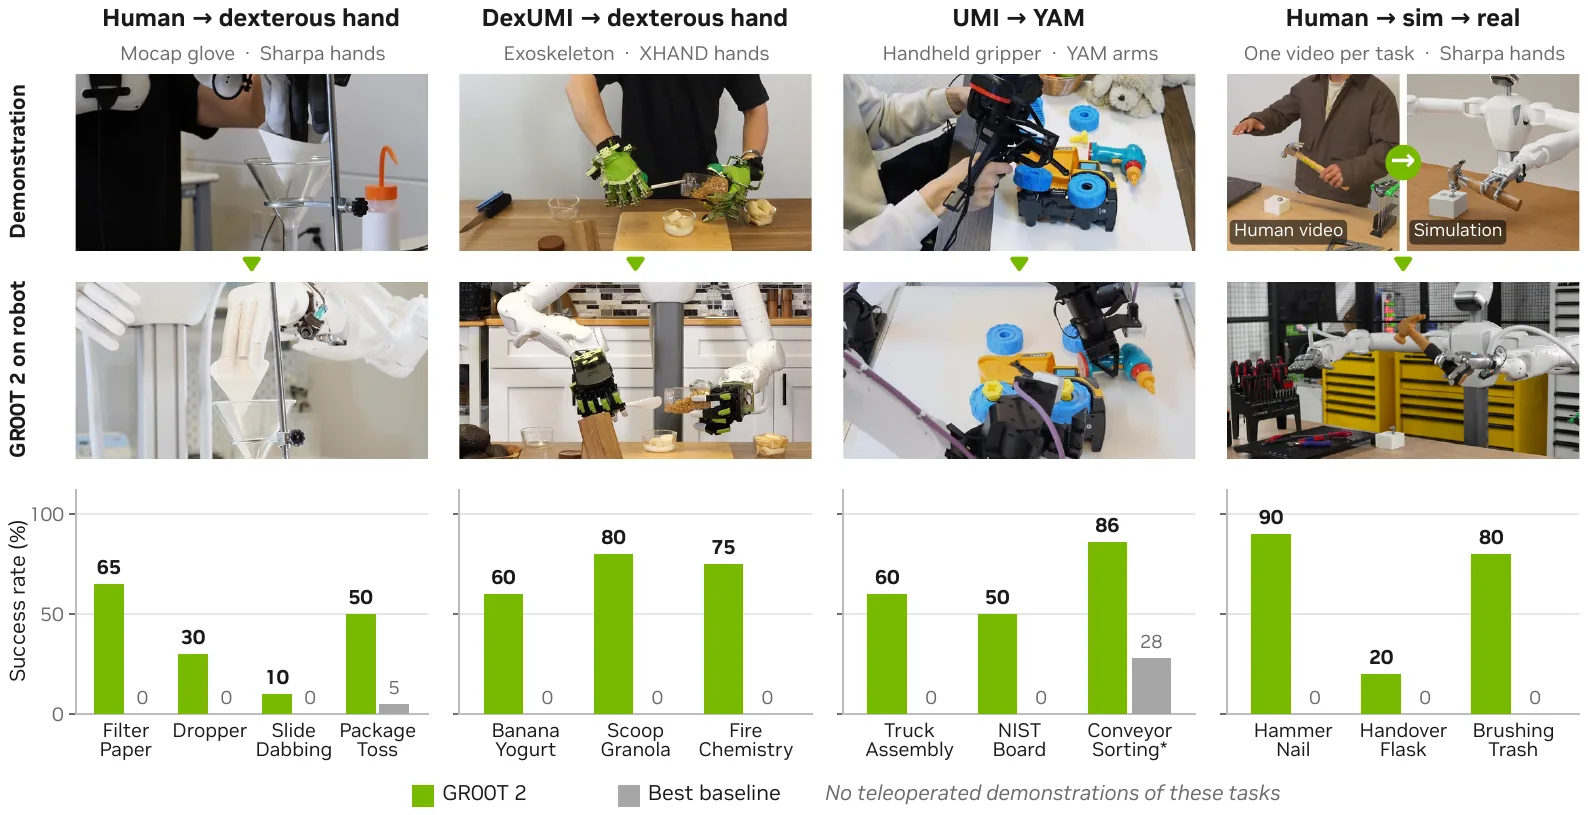 Human → dexterous hand
Mocap glove · Sharpa hands
DexUMI → dexterous hand
Exoskeleton · XHAND hands
UMI → YAM
Handheld gripper · YAM arms
Human → sim → real
One video per task · Sharpa hands
Demonstration
Human video
Simulation
GR00T 2 on robot
Success rate (%)
100
50
0
65
0
30
0
10
0
50
5
Filter
Paper
Dropper
Slide
Dabbing
Package
Toss
60
0
80
0
75
0
Banana
Yogurt
Scoop
Granola
Fire
Chemistry
60
0
50
0
86
28
Truck
Assembly
NIST
Board
Conveyor
Sorting*
90
0
20
0
80
0
Hammer
Nail
Handover
Flask
Brushing
Trash
GR00T 2
Best baseline
No teleoperated demonstrations of these tasks